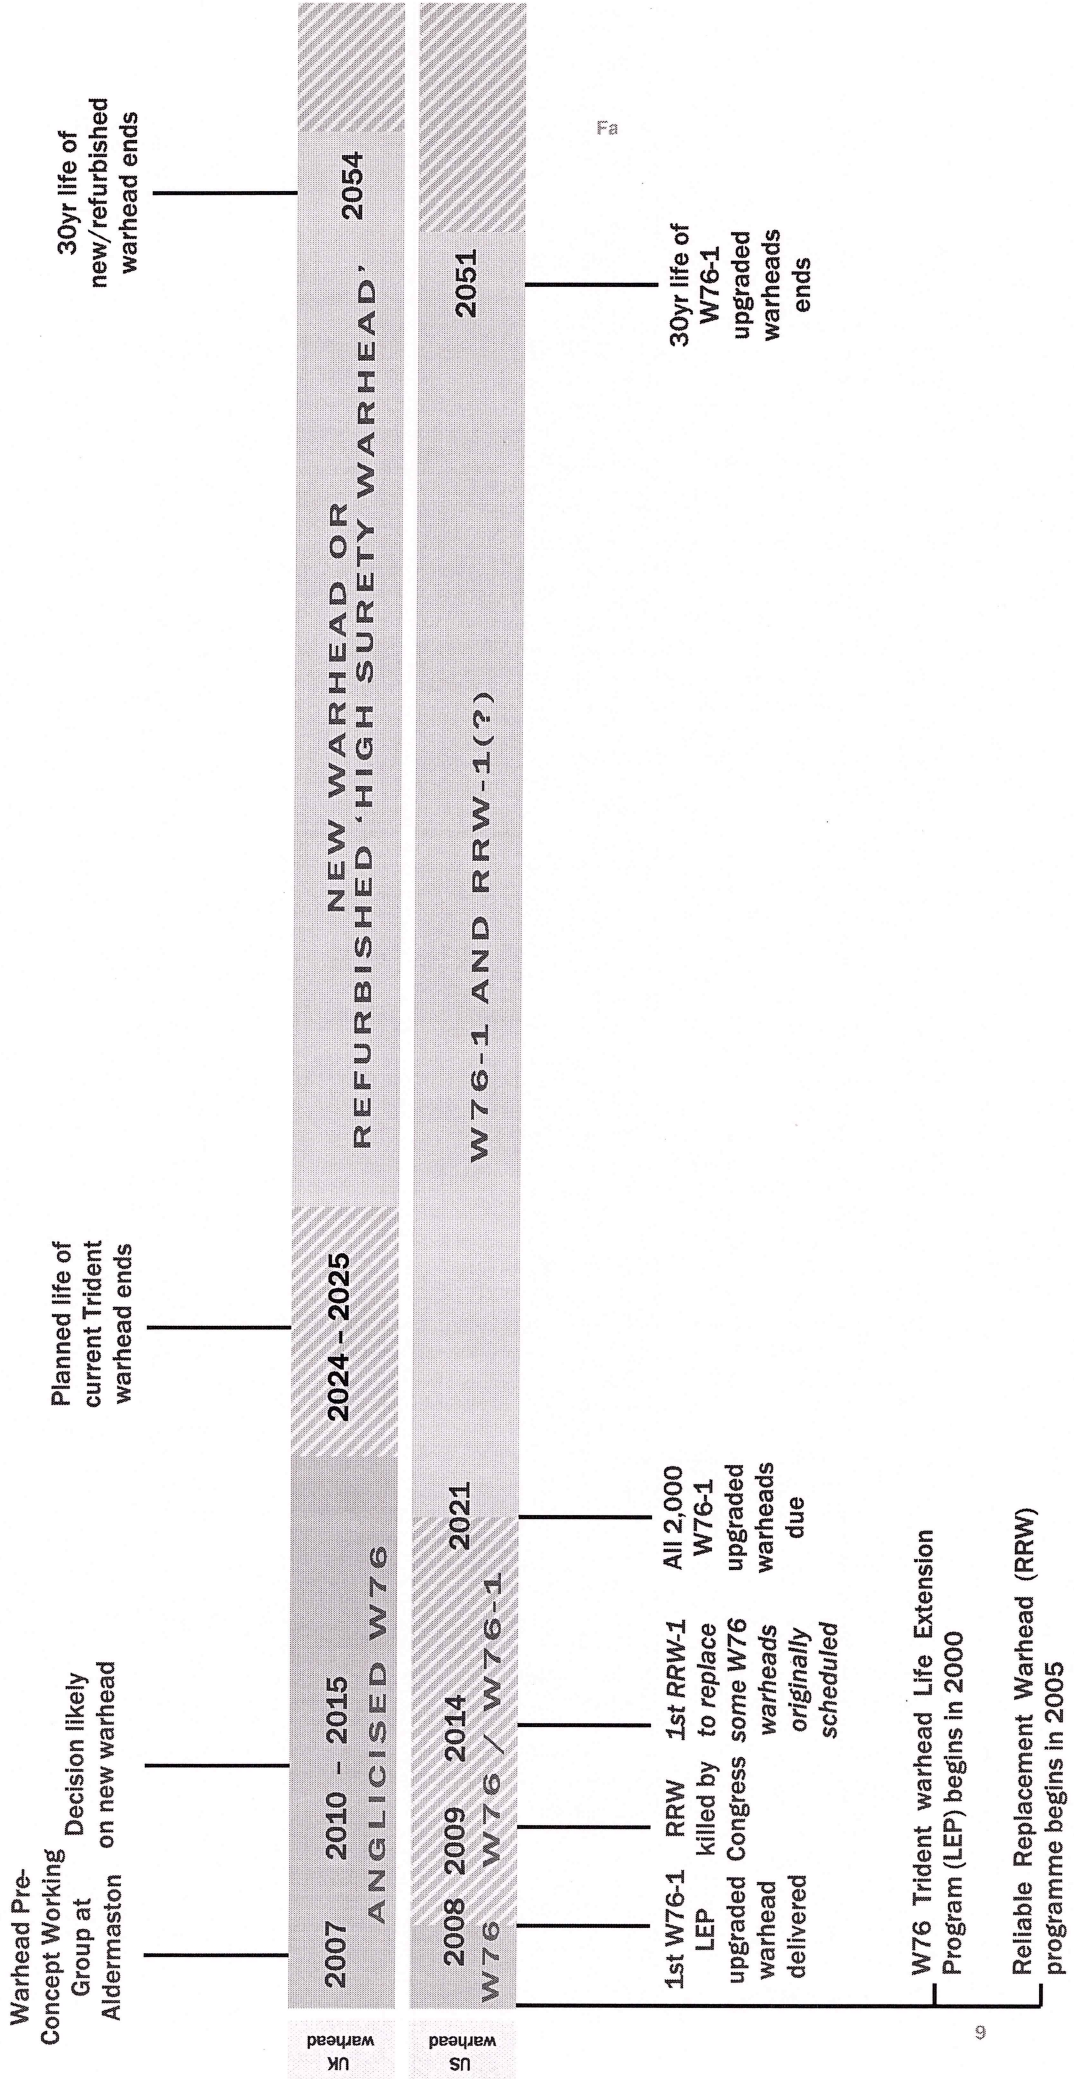 Warhead Pre-
Concept Working
Group at
Aldermaston
Decision likely
on new warhead
Planned life of
current Trident
warhead ends
30yr life of
new/refurbished
warhead ends
UK
warhead
2007
2010 – 2015
ANGLICISED W76
2024 – 2025
NEW WARHEAD OR
REFURBISHED ‘HIGH SURETY WARHEAD’
2054
US
warhead
2008
2009
2014
2021
W76
W76 / W76-1
W76-1 AND RRW-1(?)
2051
1st W76-1
LEP
upgraded
warhead
delivered
RRW
killed by
Congress
1st RRW-1
to replace
some W76
warheads
originally
scheduled
All 2,000
W76-1
upgraded
warheads
due
30yr life of
W76-1
upgraded
warheads
ends
Fa
W76 Trident warhead Life Extension
Program (LEP) begins in 2000
Reliable Replacement Warhead (RRW)
programme begins in 2005
9